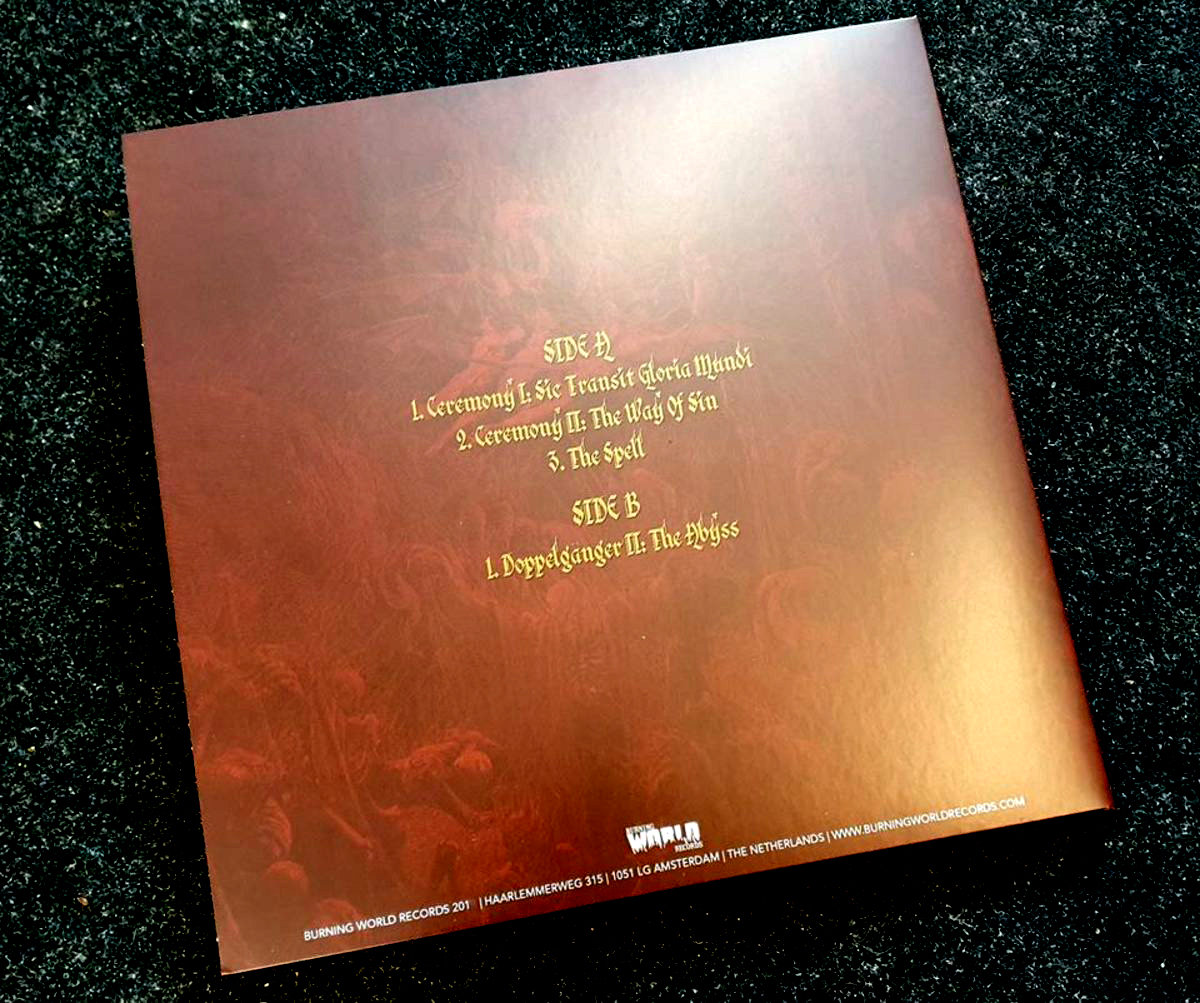 SIDE A
1. Ceremony I: Sic Transit Gloria Mundi
2. Ceremony II: The Way Of Sin
3. The Spell
SIDE B
1. Doppelgänger II: The Abyss
BURNING
WORLD
RECORDS
BURNING WORLD RECORDS 201 | HAARLEMMERWEG 315 | 1051 LG AMSTERDAM | THE NETHERLANDS | WWW.BURNINGWORLDRECORDS.COM